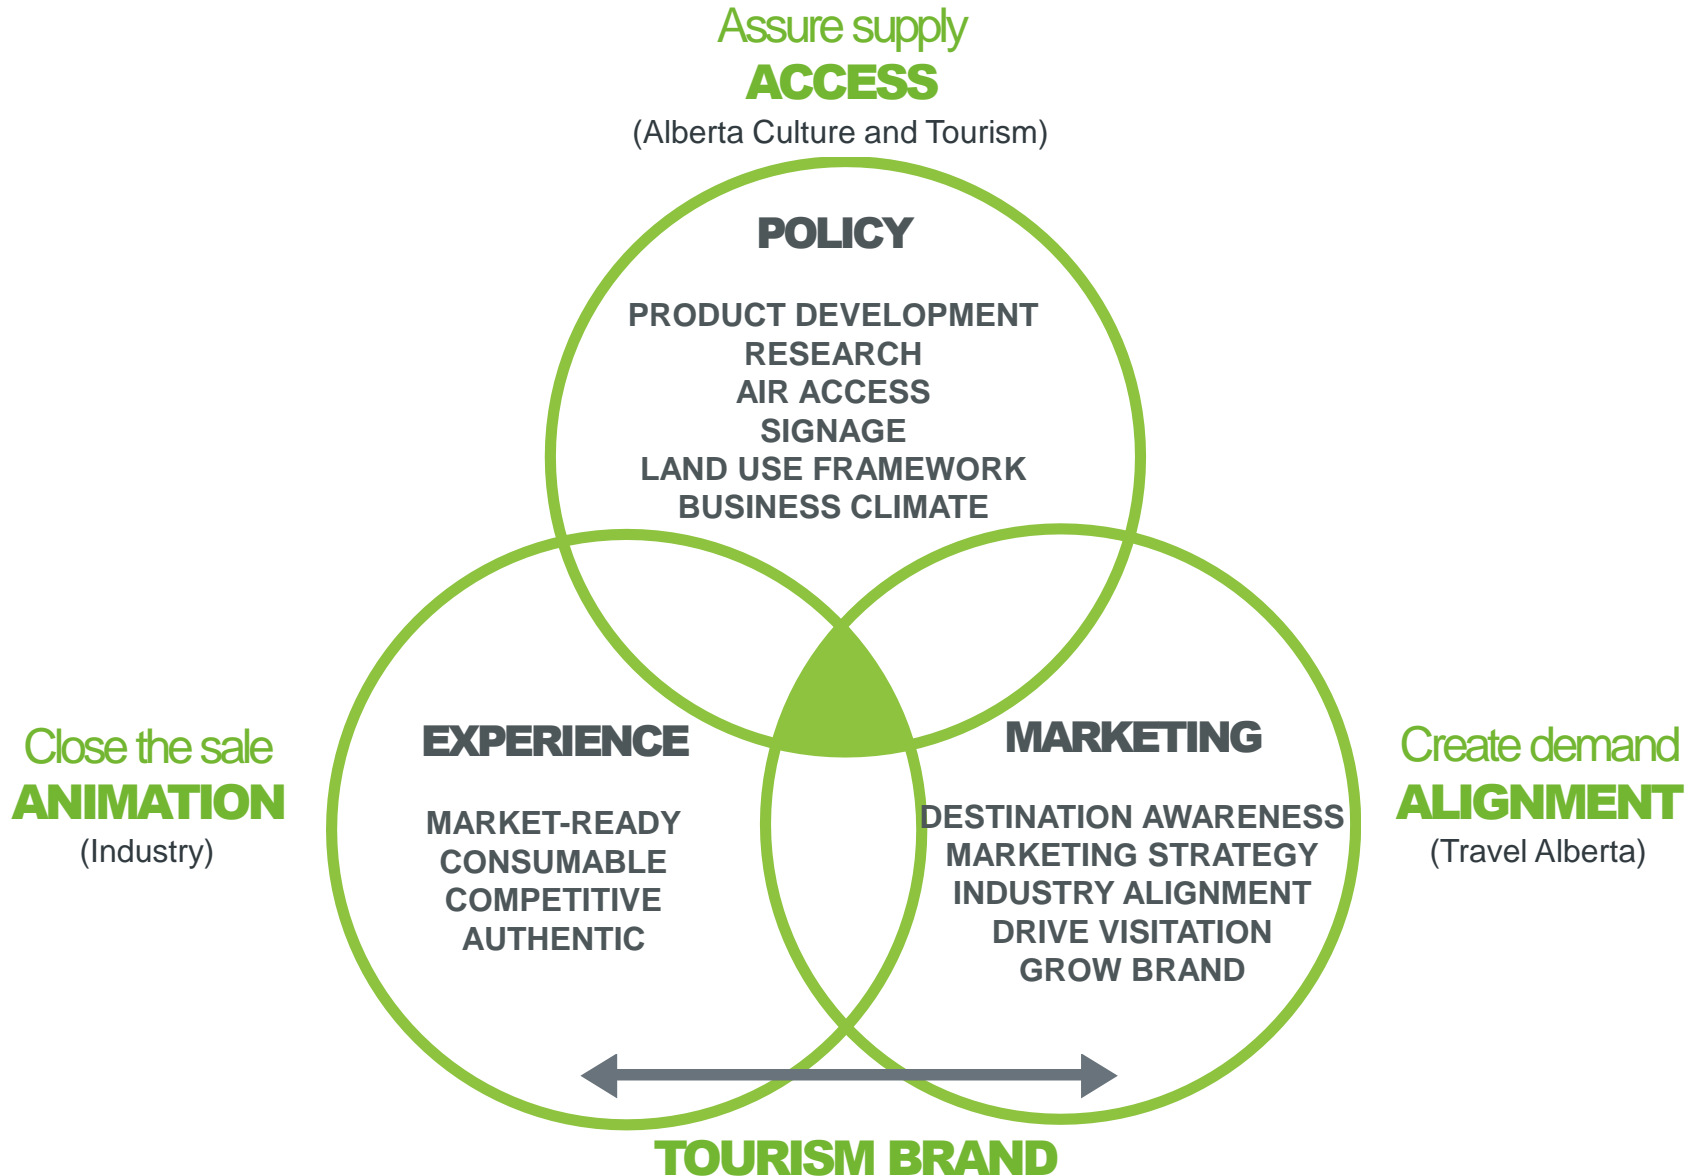 Assure supply
ACCESS
(Alberta Culture and Tourism)
POLICY
PRODUCT DEVELOPMENT
RESEARCH
AIR ACCESS
SIGNAGE
LAND USE FRAMEWORK
BUSINESS CLIMATE
Close the sale
ANIMATION
(Industry)
EXPERIENCE
MARKET-READY
CONSUMABLE
COMPETITIVE
AUTHENTIC
MARKETING
DESTINATION AWARENESS
MARKETING STRATEGY
INDUSTRY ALIGNMENT
DRIVE VISITATION
GROW BRAND
Create demand
ALIGNMENT
(Travel Alberta)
TOURISM BRAND